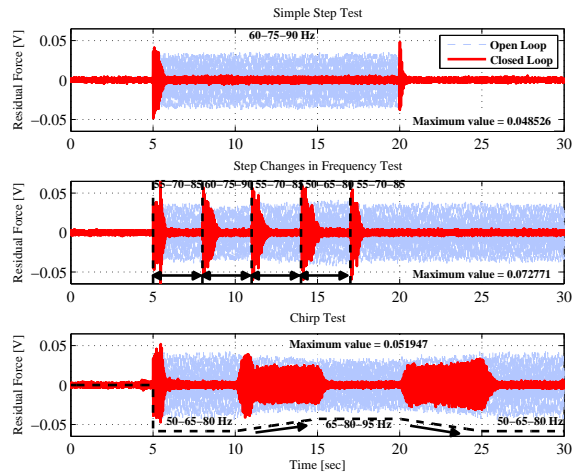 Simple Step Test
60−75−90 Hz
Open Loop
Closed Loop
Maximum value = 0.048526
Residual Force [V]
0.05
0
−0.05
0 5 10 15 20 25 30
Step Changes in Frequency Test
55−70−85 60−75−90 55−70−85 50−65−80 55−70−85
Maximum value = 0.072771
Residual Force [V]
0.05
0
−0.05
0 5 10 15 20 25 30
Chirp Test
Maximum value = 0.051947
50−65−80 Hz 65−80−95 Hz 50−65−80 Hz
Residual Force [V]
0.05
0
−0.05
0 5 10 15 20 25 30
Time [sec]